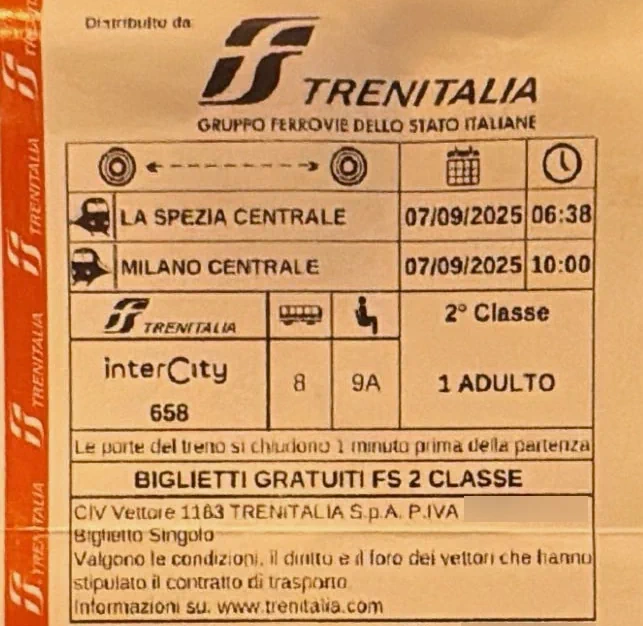 Distribuito da:
TRENITALIA
GRUPPO FERROVIE DELLO STATO ITALIANE
LA SPEZIA CENTRALE 07/09/2025 06:38
MILANO CENTRALE 07/09/2025 10:00
TRENITALIA 2° Classe
interCity 8 9A 1 ADULTO
658
Le porte del treno si chiudono 1 minuto prima della partenza
BIGLIETTI GRATUITI FS 2 CLASSE
CIV Vettore 1183 TRENITALIA S.p.A. P.IVA
Biglietto Singolo
Valgono le condizioni, il diritto e il foro dei vettori che hanno
stipulato il contratto di trasporto.
Informazioni su: www.trenitalia.com
TRENITALIA
TRENITALIA
TRENITALIA
TRENITALIA